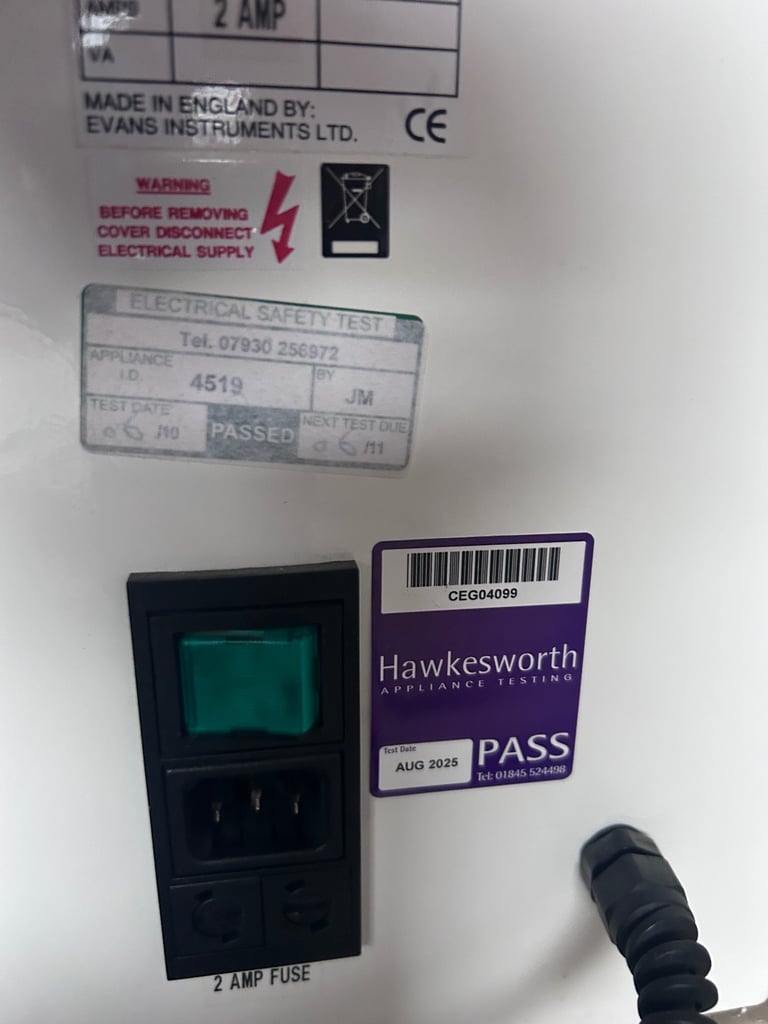 AMPS 2 AMP
VA
MADE IN ENGLAND BY:
EVANS INSTRUMENTS LTD. CE
WARNING
BEFORE REMOVING
COVER DISCONNECT
ELECTRICAL SUPPLY
ELECTRICAL SAFETY TEST
Tel. 07930 256972
APPLIANCE
I.D. 4519 BY JM
TEST DATE PASSED NEXT TEST DUE
06/10 06/11
CEG04099
Hawkesworth
APPLIANCE TESTING
Test Date
AUG 2025
PASS
Tel: 01845 524498
2 AMP FUSE